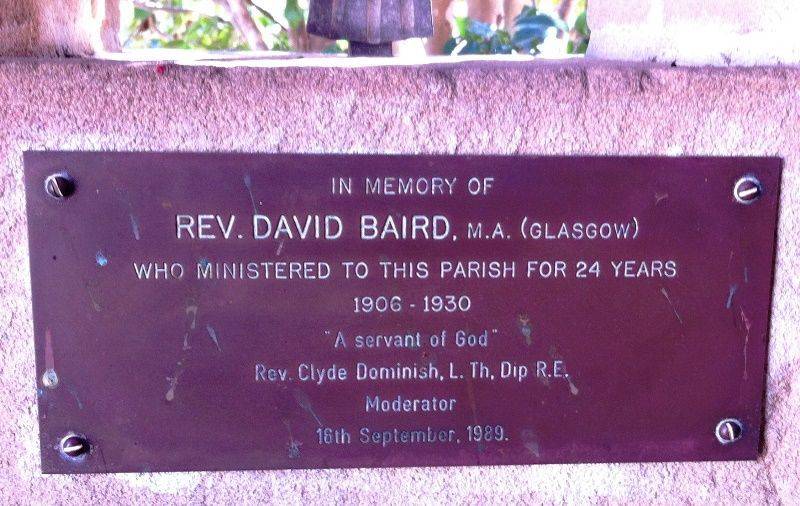 IN MEMORY OF
REV. DAVID BAIRD, M.A. (GLASGOW)
WHO MINISTERED TO THIS PARISH FOR 24 YEARS
1906 - 1930
"A servant of God"
Rev. Clyde Dominish, L. Th, Dip R.E.
Moderator
16th September, 1989.